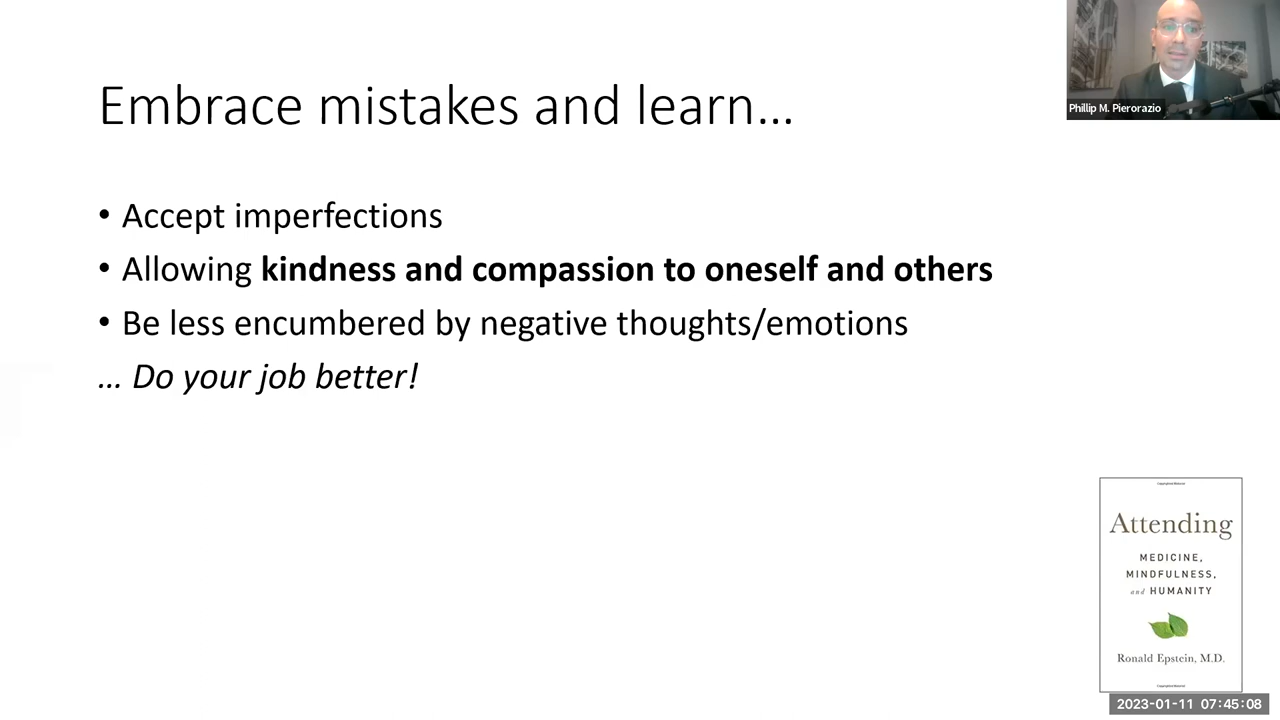 Embrace mistakes and learn…
Phillip M. Pierorazio
• Accept imperfections
• Allowing kindness and compassion to oneself and others
• Be less encumbered by negative thoughts/emotions
… Do your job better!
Attending
MEDICINE,
MINDFULNESS,
and HUMANITY
Ronald Epstein, M.D.
2023-01-11 07:45:08